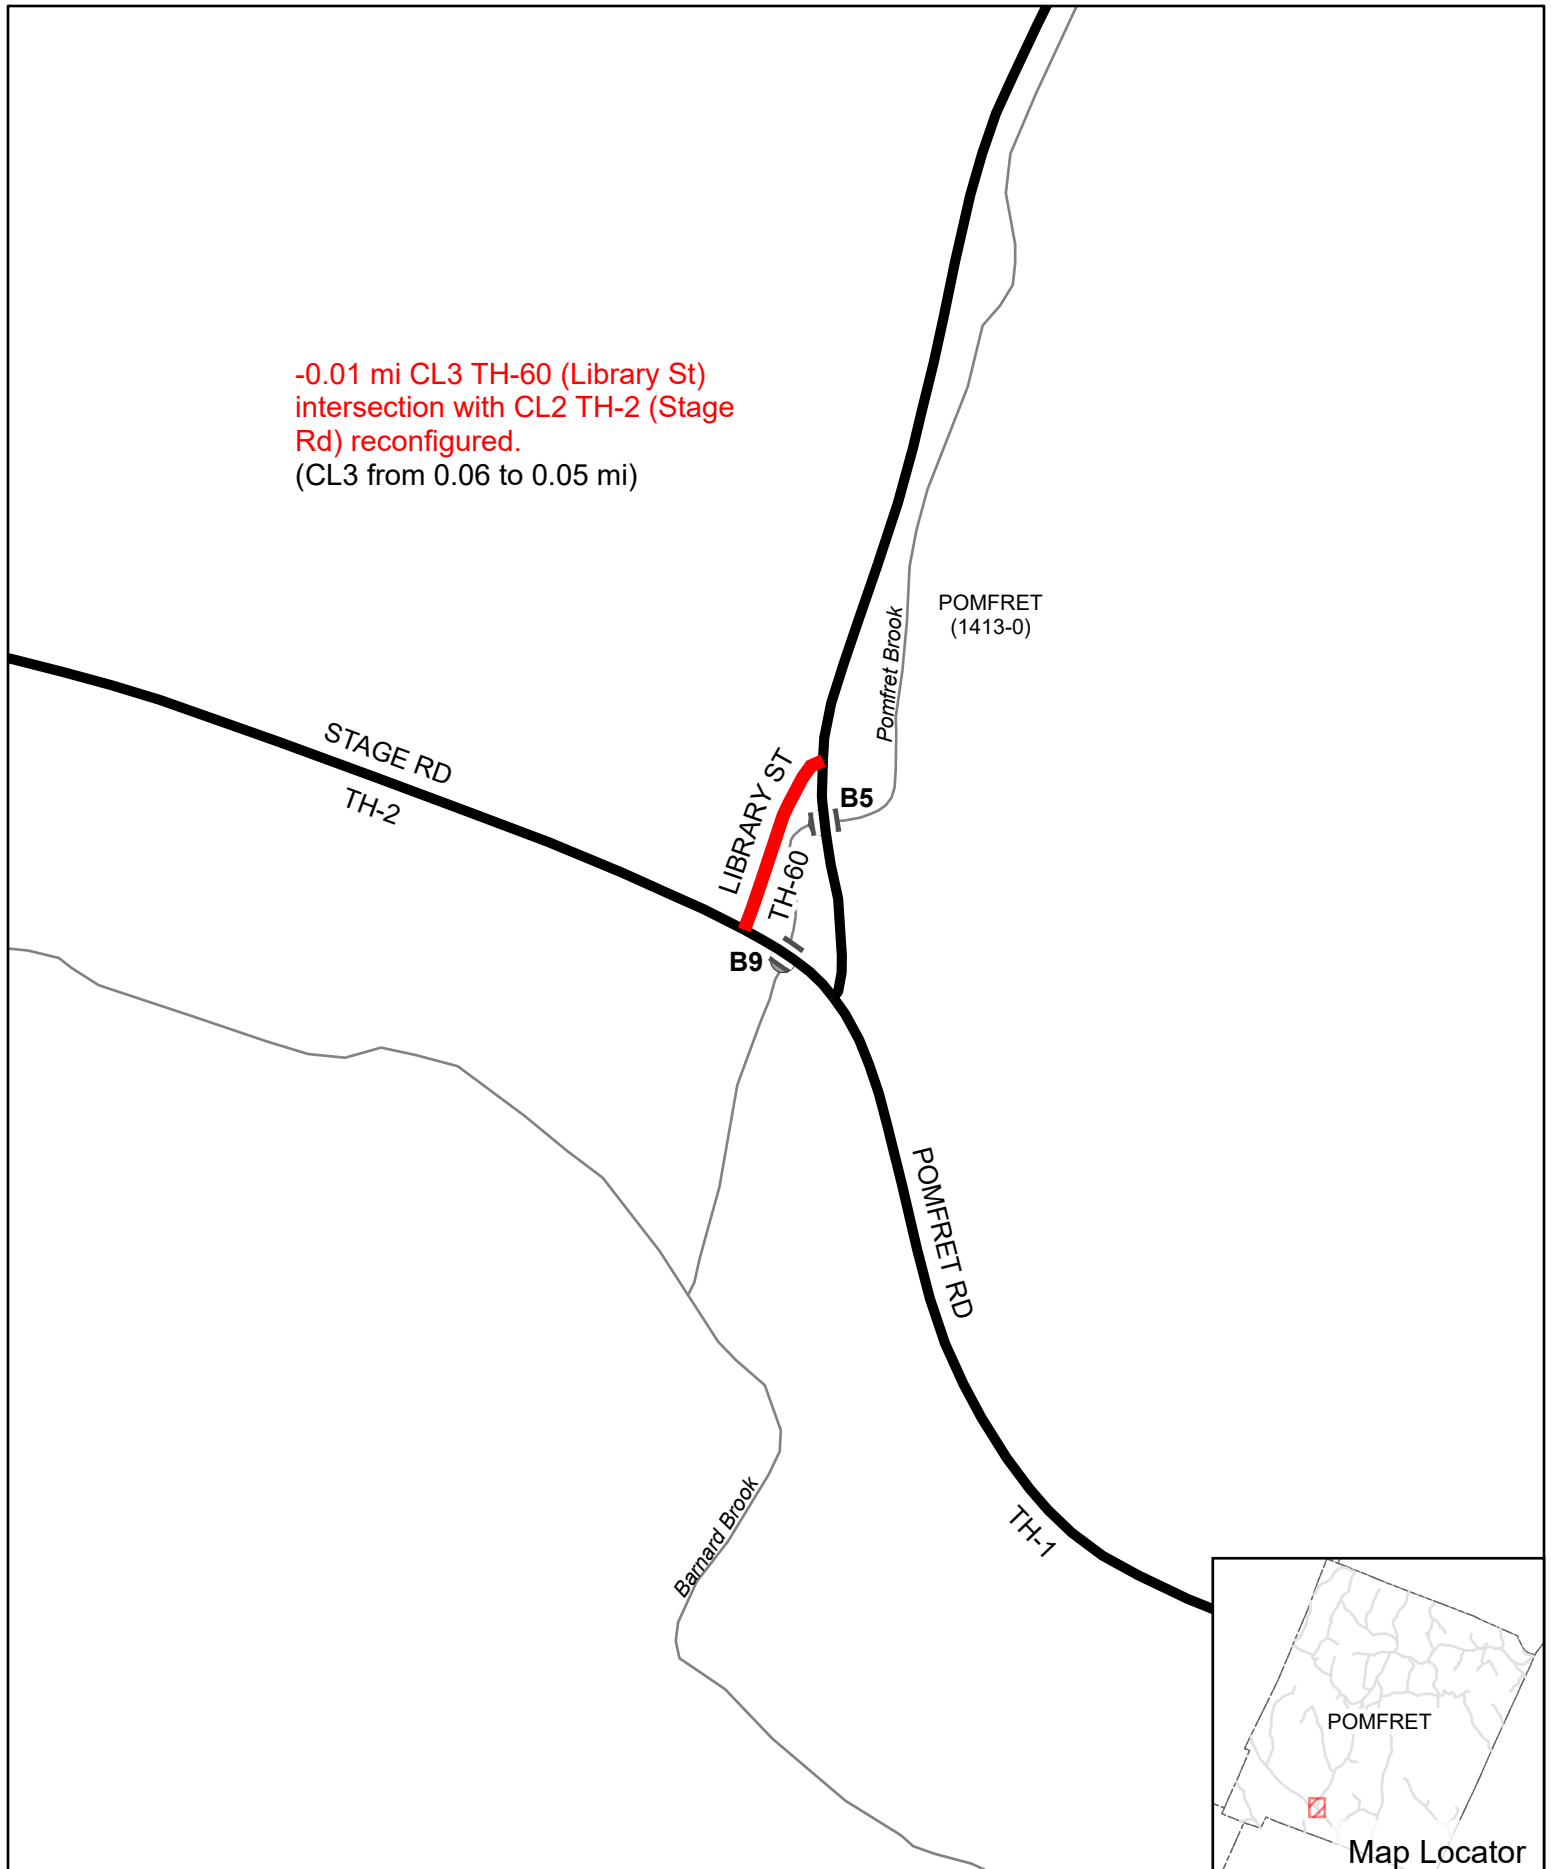 -0.01 mi CL3 TH-60 (Library St)
intersection with CL2 TH-2 (Stage
Rd) reconfigured.
(CL3 from 0.06 to 0.05 mi)
POMFRET
(1413-0)
Pomfret Brook
STAGE RD
TH-2
LIBRARY ST
B5
TH-60
B9
POMFRET RD
Barnard Brook
TH-1
POMFRET
Map Locator